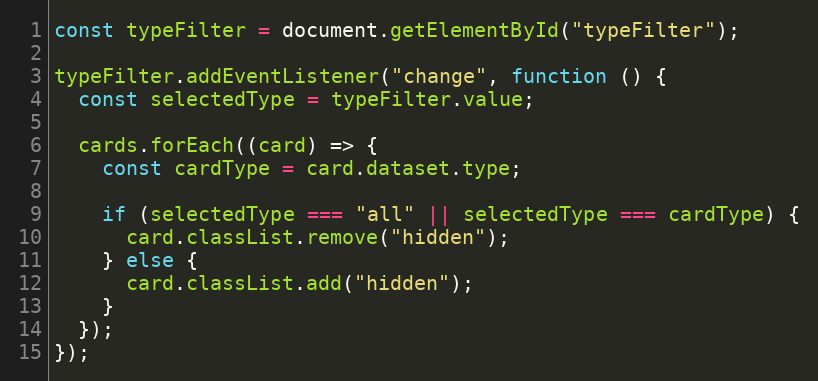 1 const typeFilter = document.getElementById("typeFilter");
2
3 typeFilter.addEventListener("change", function () {
4   const selectedType = typeFilter.value;
5
6   cards.forEach((card) => {
7     const cardType = card.dataset.type;
8
9     if (selectedType === "all" || selectedType === cardType) {
10       card.classList.remove("hidden");
11     } else {
12       card.classList.add("hidden");
13     }
14   });
15 });